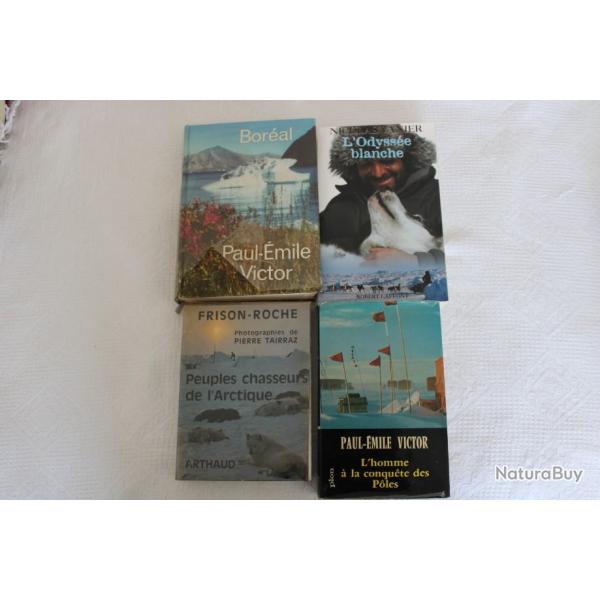 Boréal
Paul-Émile
Victor
L'Odyssée
blanche
ROBERT LAFFONT
FRISON-ROCHE
Photographies de
PIERRE TAIRRAZ
Peuples chasseurs
de l'Arctique
ARTHAUD
PAUL-ÉMILE VICTOR
L'homme
à la conquête des
Pôles
plon
NaturaBuy